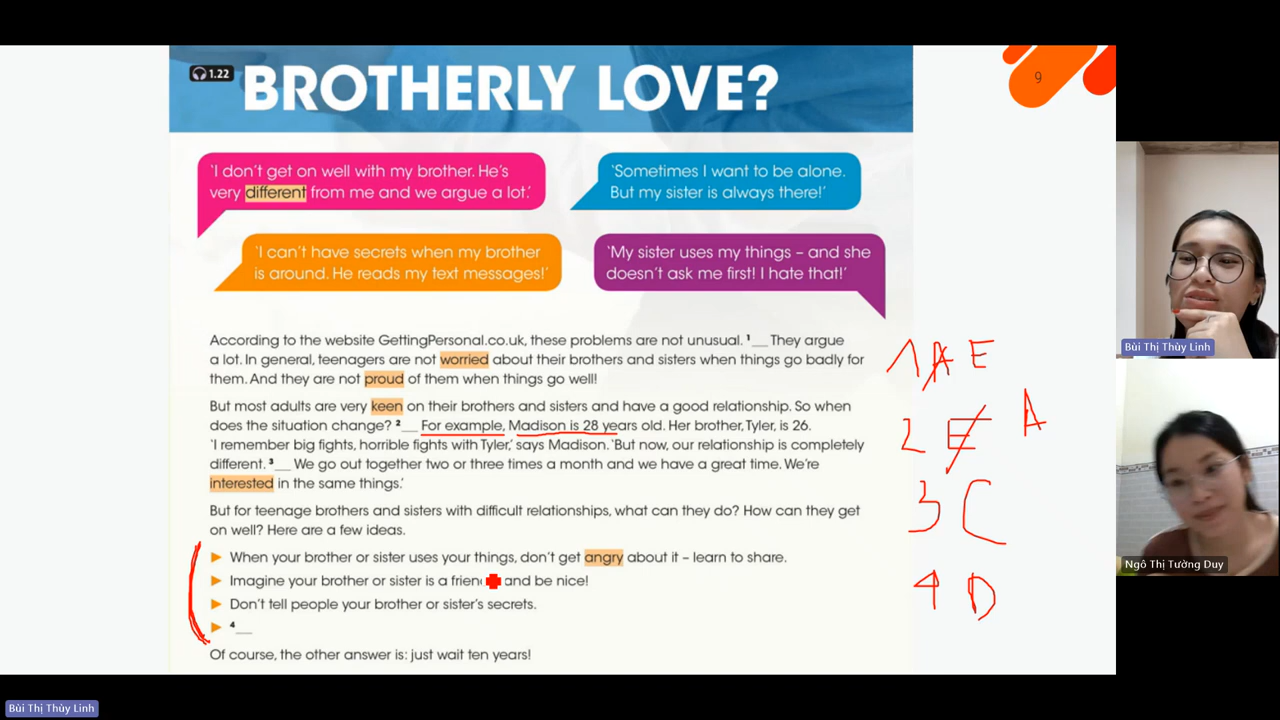 1.22 BROTHERLY LOVE?
9
'I don't get on well with my brother. He's
very different from me and we argue a lot.'
'Sometimes I want to be alone.
But my sister is always there!'
'I can't have secrets when my brother
is around. He reads my text messages!'
'My sister uses my things – and she
doesn't ask me first! I hate that!'
According to the website GettingPersonal.co.uk, these problems are not unusual. ¹__ They argue
a lot. In general, teenagers are not worried about their brothers and sisters when things go badly for
them. And they are not proud of them when things go well!
But most adults are very keen on their brothers and sisters and have a good relationship. So when
does the situation change? ²__ For example, Madison is 28 years old. Her brother, Tyler, is 26.
'I remember big fights, horrible fights with Tyler,' says Madison. 'But now, our relationship is completely
different. ³__ We go out together two or three times a month and we have a great time. We're
interested in the same things.'
But for teenage brothers and sisters with difficult relationships, what can they do? How can they get
on well? Here are a few ideas.
► When your brother or sister uses your things, don't get angry about it – learn to share.
► Imagine your brother or sister is a frien and be nice!
► Don't tell people your brother or sister's secrets.
► ⁴__
Of course, the other answer is: just wait ten years!
1 A E
2 E A
3 C
4 D
Bùi Thị Thùy Linh
Ngô Thị Tường Duy
Bùi Thị Thùy Linh